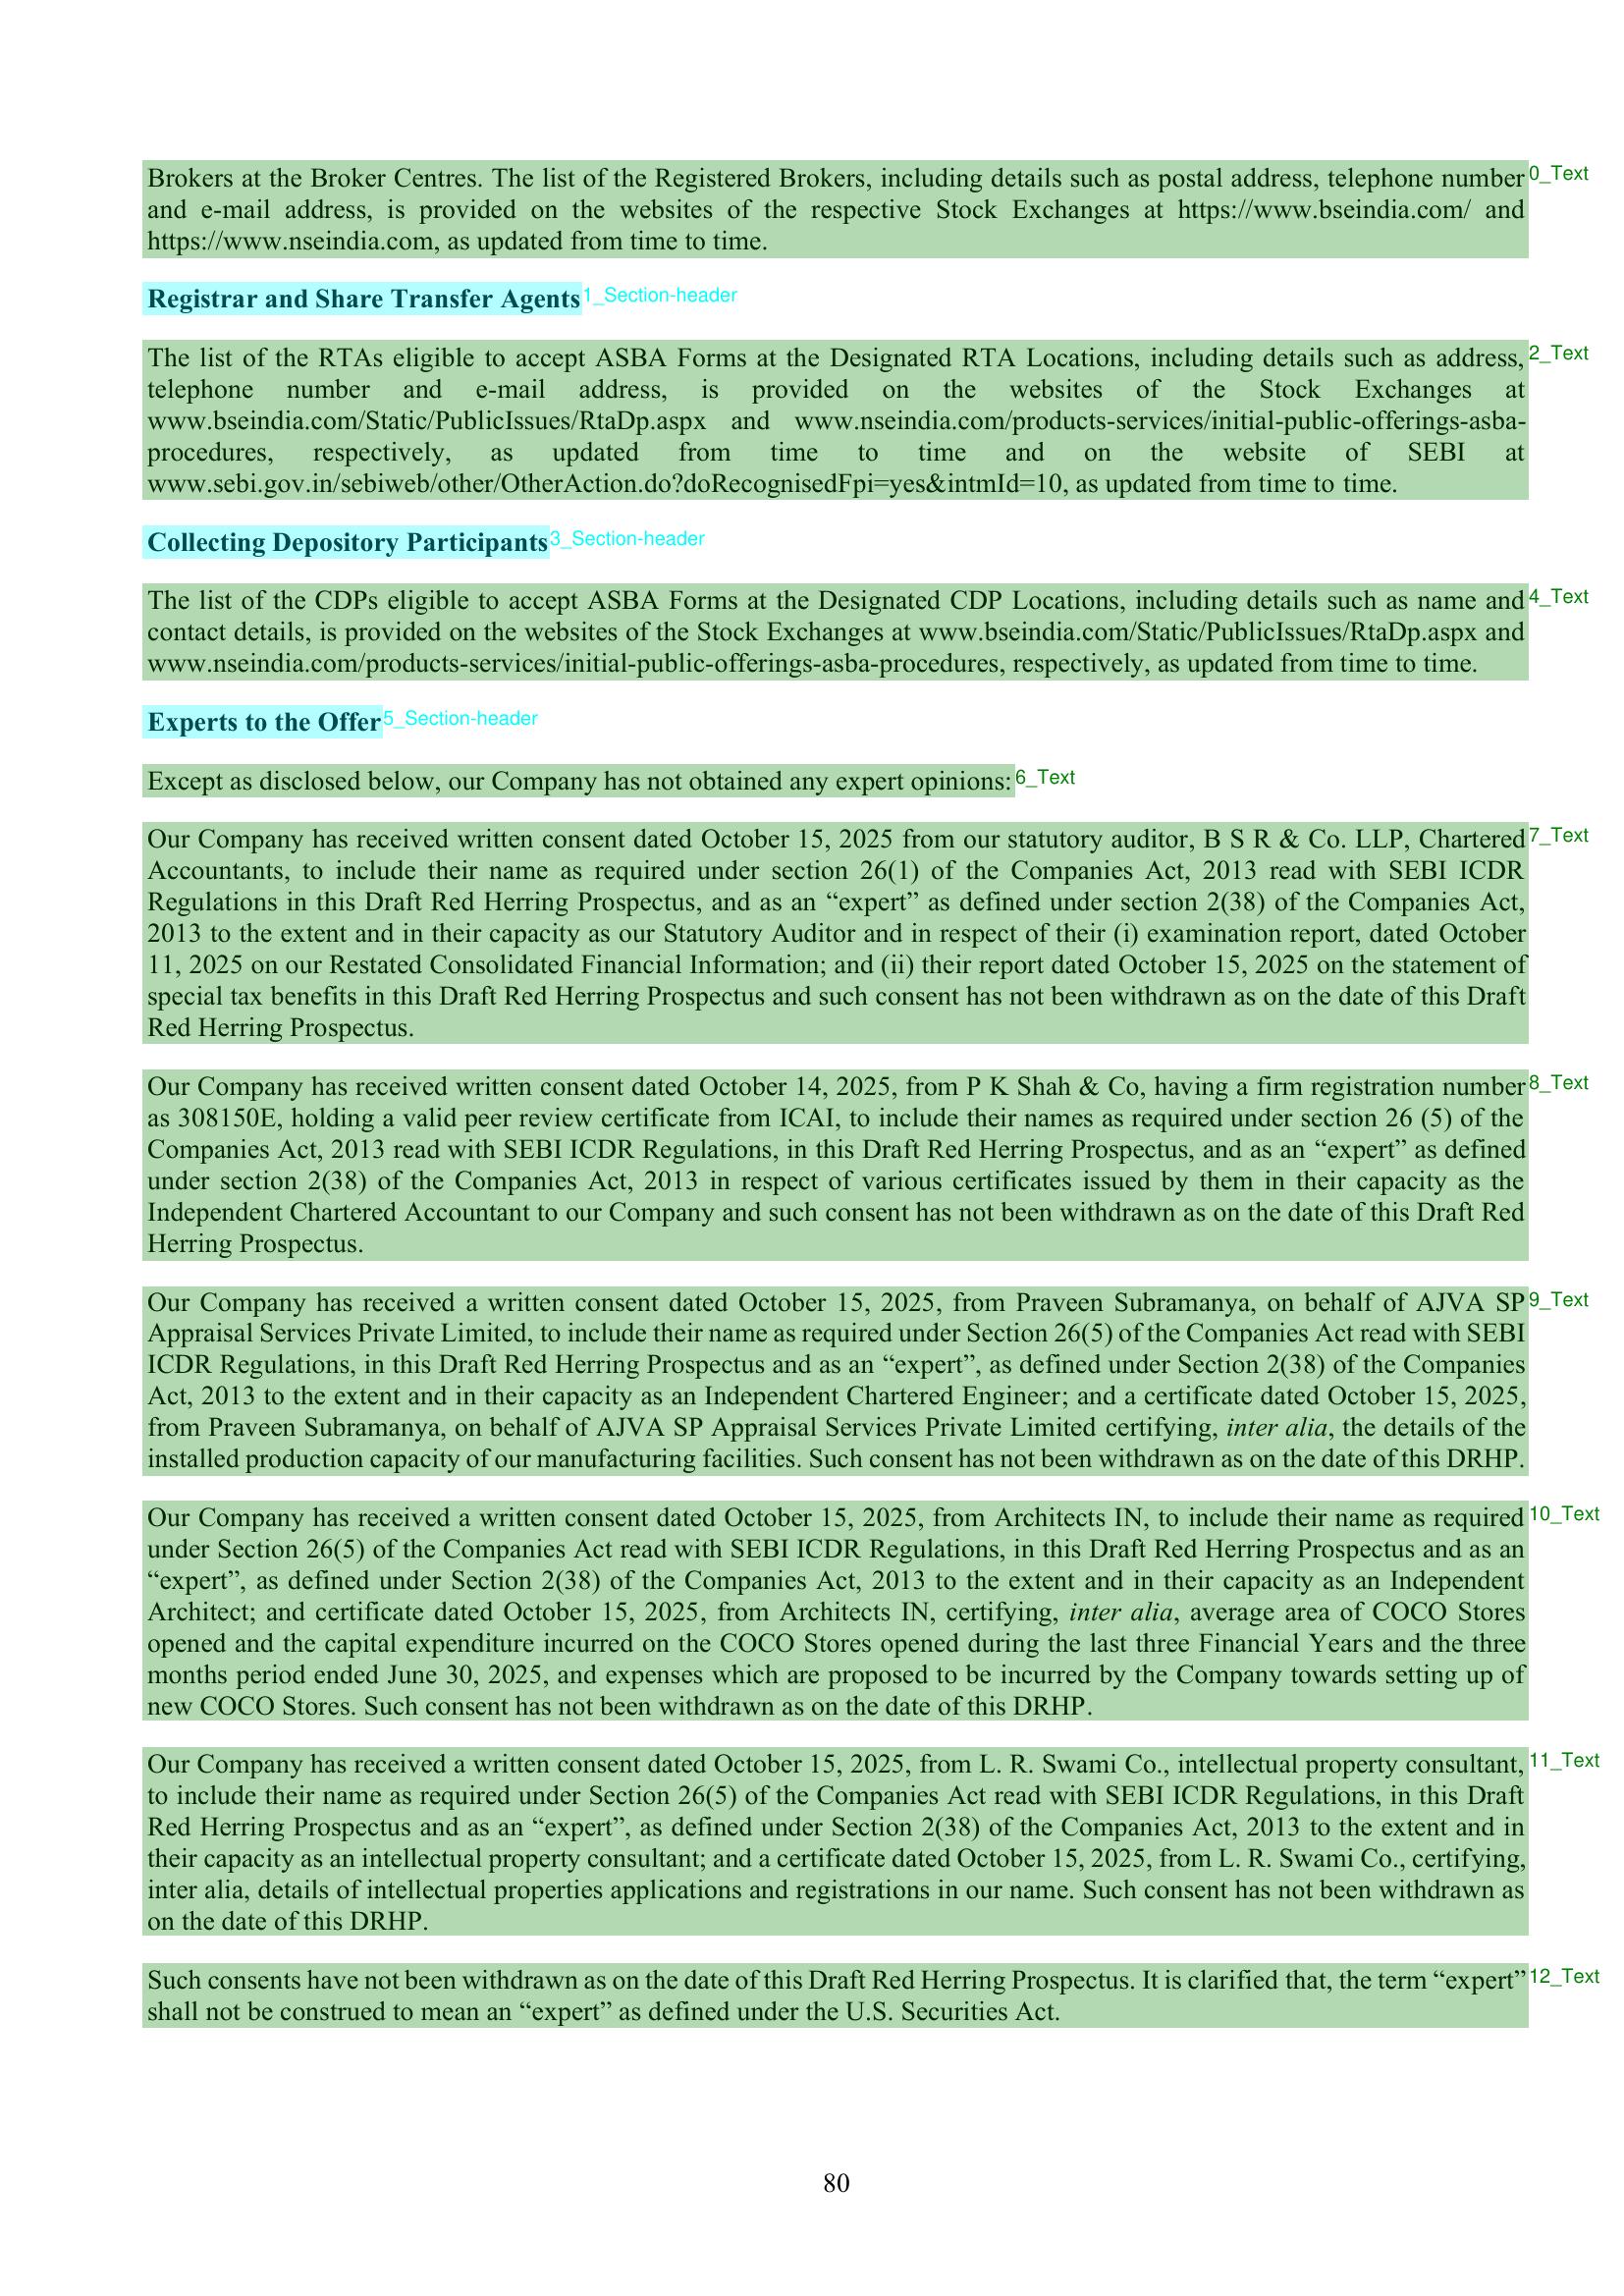 Brokers at the Broker Centres. The list of the Registered Brokers, including details such as postal address, telephone number 0_Text
and e-mail address, is provided on the websites of the respective Stock Exchanges at https://www.bseindia.com/ and
https://www.nseindia.com, as updated from time to time.
Registrar and Share Transfer Agents 1_Section-header
The list of the RTAs eligible to accept ASBA Forms at the Designated RTA Locations, including details such as address, 2_Text
telephone number and e-mail address, is provided on the websites of the Stock Exchanges at
www.bseindia.com/Static/PublicIssues/RtaDp.aspx and www.nseindia.com/products-services/initial-public-offerings-asba-
procedures, respectively, as updated from time to time and on the website of SEBI at
www.sebi.gov.in/sebiweb/other/OtherAction.do?doRecognisedFpi=yes&intmId=10, as updated from time to time.
Collecting Depository Participants 3_Section-header
The list of the CDPs eligible to accept ASBA Forms at the Designated CDP Locations, including details such as name and 4_Text
contact details, is provided on the websites of the Stock Exchanges at www.bseindia.com/Static/PublicIssues/RtaDp.aspx and
www.nseindia.com/products-services/initial-public-offerings-asba-procedures, respectively, as updated from time to time.
Experts to the Offer 5_Section-header
Except as disclosed below, our Company has not obtained any expert opinions: 6_Text
Our Company has received written consent dated October 15, 2025 from our statutory auditor, B S R & Co. LLP, Chartered 7_Text
Accountants, to include their name as required under section 26(1) of the Companies Act, 2013 read with SEBI ICDR
Regulations in this Draft Red Herring Prospectus, and as an “expert” as defined under section 2(38) of the Companies Act,
2013 to the extent and in their capacity as our Statutory Auditor and in respect of their (i) examination report, dated October
11, 2025 on our Restated Consolidated Financial Information; and (ii) their report dated October 15, 2025 on the statement of
special tax benefits in this Draft Red Herring Prospectus and such consent has not been withdrawn as on the date of this Draft
Red Herring Prospectus.
Our Company has received written consent dated October 14, 2025, from P K Shah & Co, having a firm registration number 8_Text
as 308150E, holding a valid peer review certificate from ICAI, to include their names as required under section 26 (5) of the
Companies Act, 2013 read with SEBI ICDR Regulations, in this Draft Red Herring Prospectus, and as an “expert” as defined
under section 2(38) of the Companies Act, 2013 in respect of various certificates issued by them in their capacity as the
Independent Chartered Accountant to our Company and such consent has not been withdrawn as on the date of this Draft Red
Herring Prospectus.
Our Company has received a written consent dated October 15, 2025, from Praveen Subramanya, on behalf of AJVA SP 9_Text
Appraisal Services Private Limited, to include their name as required under Section 26(5) of the Companies Act read with SEBI
ICDR Regulations, in this Draft Red Herring Prospectus and as an “expert”, as defined under Section 2(38) of the Companies
Act, 2013 to the extent and in their capacity as an Independent Chartered Engineer; and a certificate dated October 15, 2025,
from Praveen Subramanya, on behalf of AJVA SP Appraisal Services Private Limited certifying, inter alia, the details of the
installed production capacity of our manufacturing facilities. Such consent has not been withdrawn as on the date of this DRHP.
Our Company has received a written consent dated October 15, 2025, from Architects IN, to include their name as required 10_Text
under Section 26(5) of the Companies Act read with SEBI ICDR Regulations, in this Draft Red Herring Prospectus and as an
“expert”, as defined under Section 2(38) of the Companies Act, 2013 to the extent and in their capacity as an Independent
Architect; and certificate dated October 15, 2025, from Architects IN, certifying, inter alia, average area of COCO Stores
opened and the capital expenditure incurred on the COCO Stores opened during the last three Financial Years and the three
months period ended June 30, 2025, and expenses which are proposed to be incurred by the Company towards setting up of
new COCO Stores. Such consent has not been withdrawn as on the date of this DRHP.
Our Company has received a written consent dated October 15, 2025, from L. R. Swami Co., intellectual property consultant, 11_Text
to include their name as required under Section 26(5) of the Companies Act read with SEBI ICDR Regulations, in this Draft
Red Herring Prospectus and as an “expert”, as defined under Section 2(38) of the Companies Act, 2013 to the extent and in
their capacity as an intellectual property consultant; and a certificate dated October 15, 2025, from L. R. Swami Co., certifying,
inter alia, details of intellectual properties applications and registrations in our name. Such consent has not been withdrawn as
on the date of this DRHP.
Such consents have not been withdrawn as on the date of this Draft Red Herring Prospectus. It is clarified that, the term “expert” 12_Text
shall not be construed to mean an “expert” as defined under the U.S. Securities Act.
80